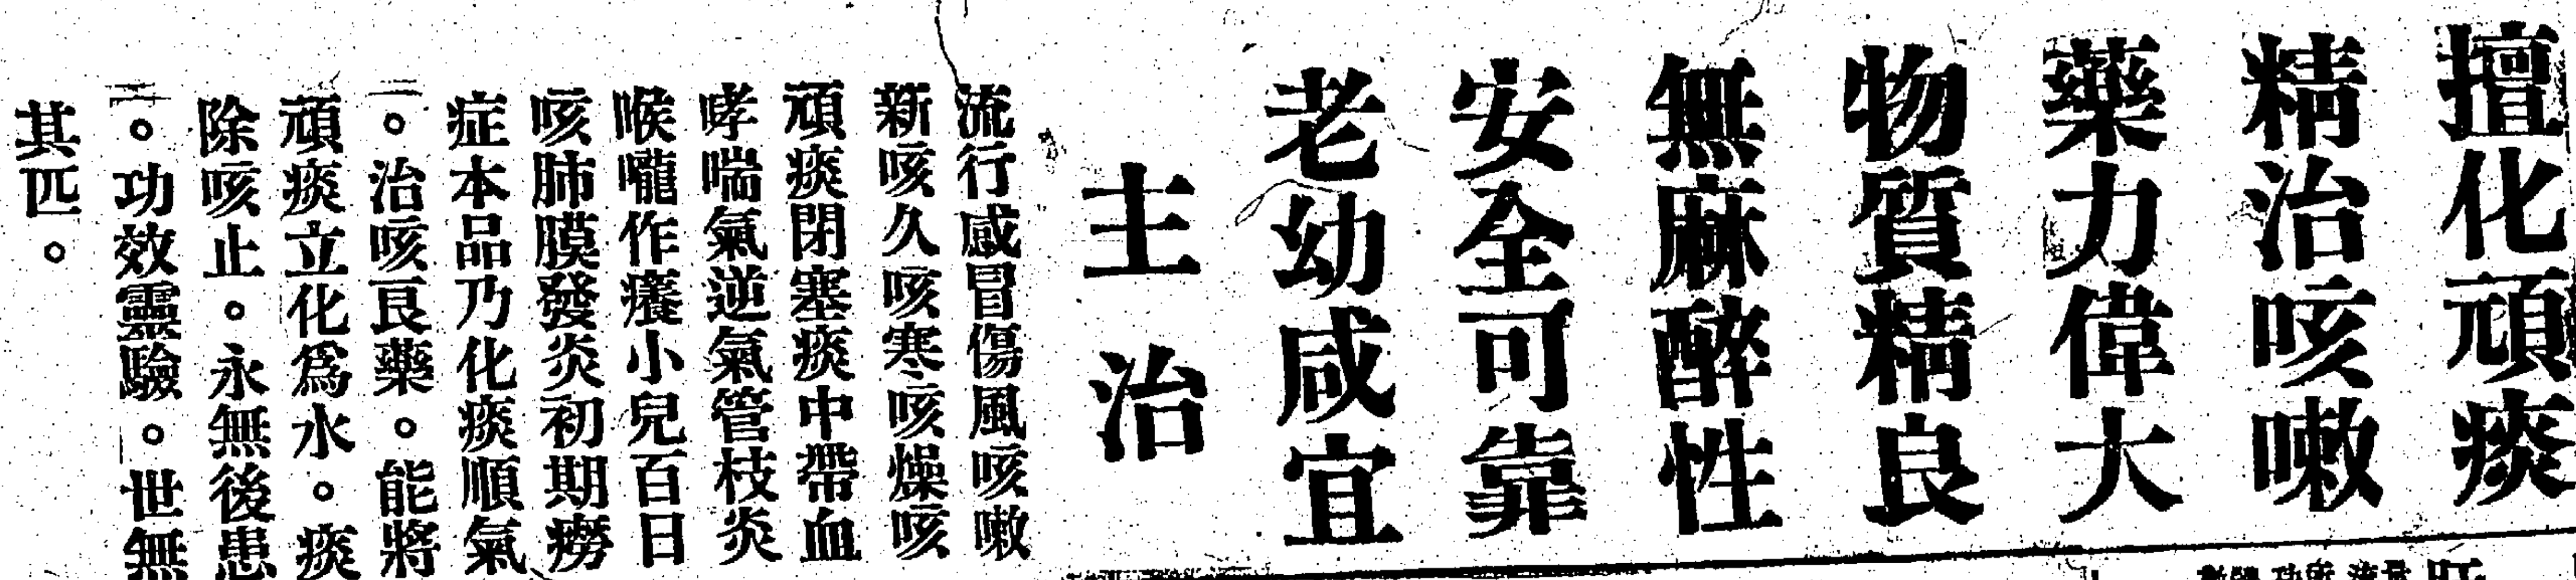 擅化頑痰
精治咳嗽
藥力偉大
物質精良
無麻醉性
安全可靠
老幼咸宜
主治
流行感冒傷風咳嗽
新咳久咳寒咳燥咳
頑痰閉塞痰中帶血
哮喘氣逆氣管枝炎
喉嚨作癢小兒百日
咳肺膜發炎初期癆
症本品乃化痰順氣
。治咳良藥。能將
頑痰立化為水。痰
除咳止。永無後患
。功效靈驗。世無
其匹。